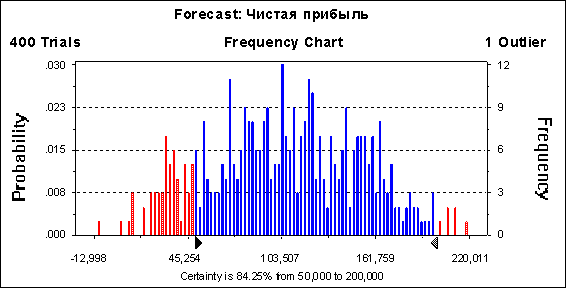 Forecast: Чистая прибыль
400 Trials Frequency Chart 1 Outlier
.030 12
.023 9
.015 6
.008 3
.000 0
Probability
Frequency
-12,998 45,254 103,507 161,759 220,011
Certainty is 84.25% from 50,000 to 200,000